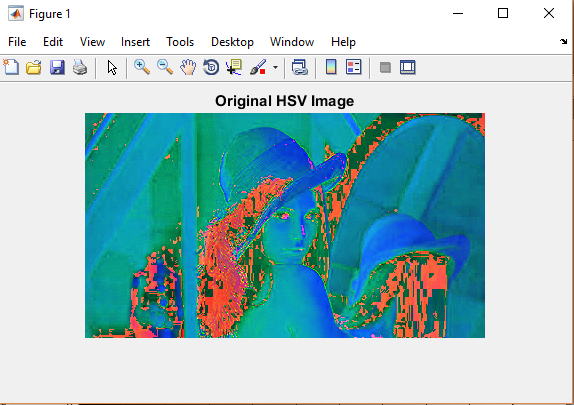 Figure 1
File Edit View Insert Tools Desktop Window Help
Original HSV Image